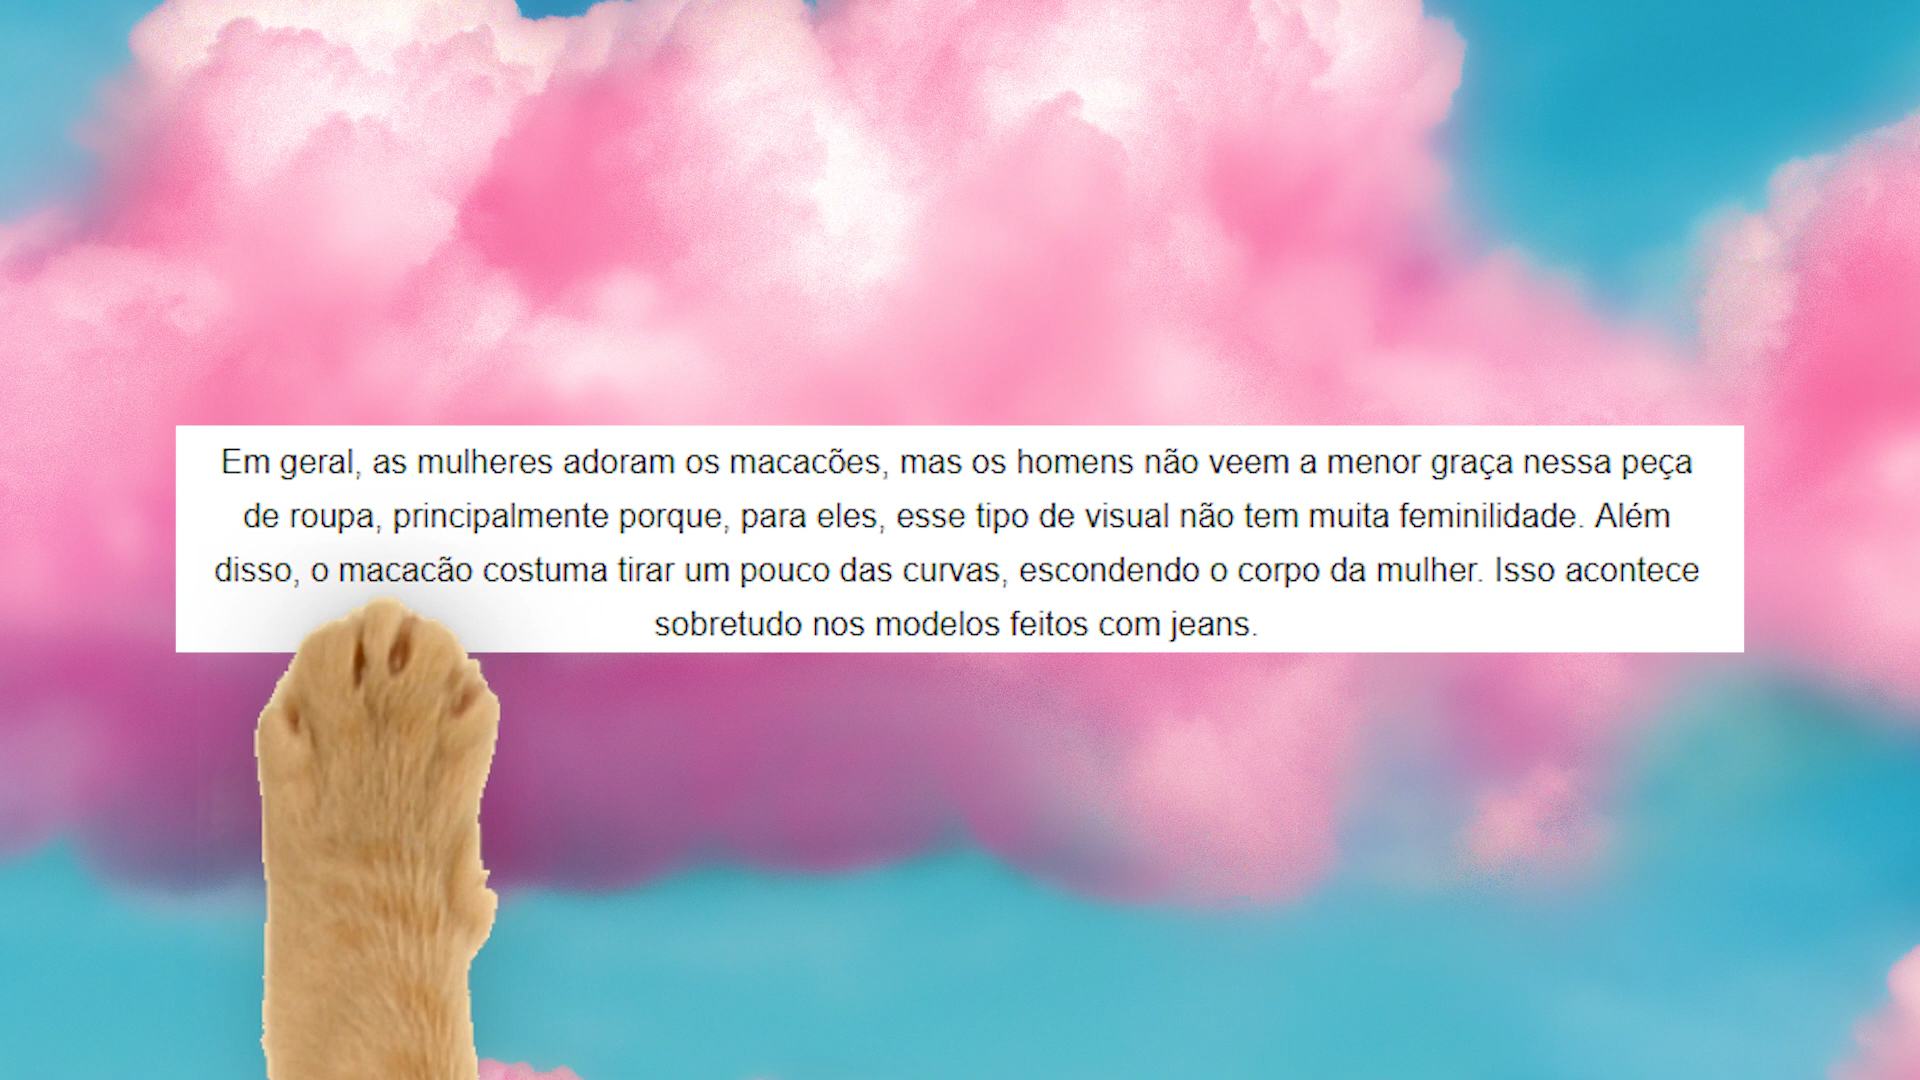 Em geral, as mulheres adoram os macacões, mas os homens não veem a menor graça nessa peça
de roupa, principalmente porque, para eles, esse tipo de visual não tem muita feminilidade. Além
disso, o macacão costuma tirar um pouco das curvas, escondendo o corpo da mulher. Isso acontece
sobretudo nos modelos feitos com jeans.